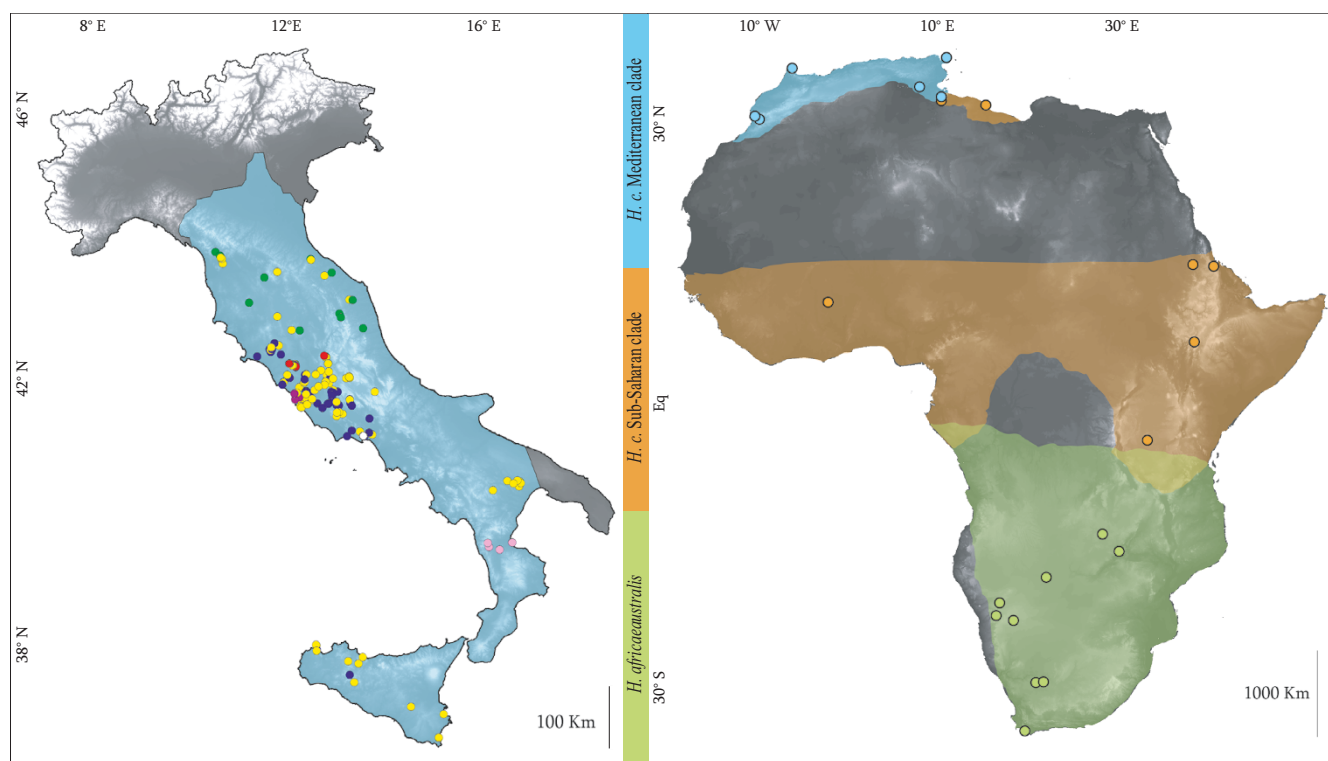 8° E
12°E
16° E
46° N
42° N
38° N
100 Km
H. c. Mediterranean clade
H. c. Sub-Saharan clade
H. africaeaustralis
10° W
10° E
30° E
30° N
Eq
30° S
1000 Km